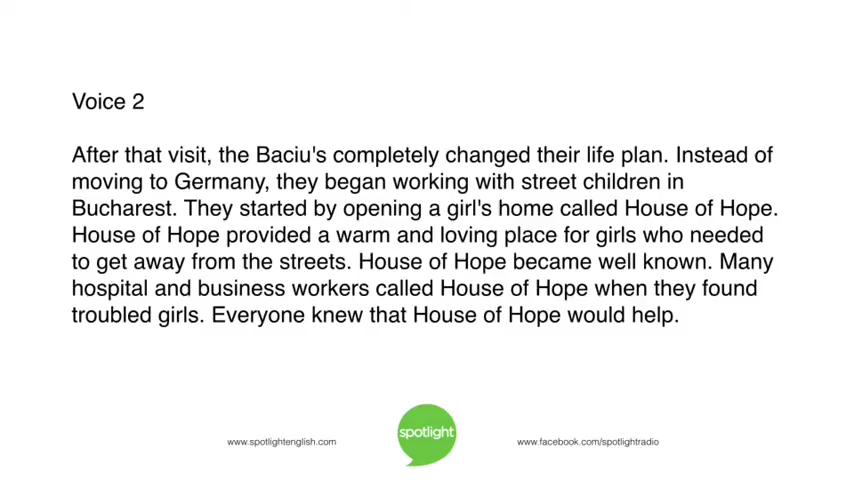 Voice 2
After that visit, the Baciu's completely changed their life plan. Instead of
moving to Germany, they began working with street children in
Bucharest. They started by opening a girl's home called House of Hope.
House of Hope provided a warm and loving place for girls who needed
to get away from the streets. House of Hope became well known. Many
hospital and business workers called House of Hope when they found
troubled girls. Everyone knew that House of Hope would help.
www.spotlightenglish.com
spotlight
www.facebook.com/spotlightradio